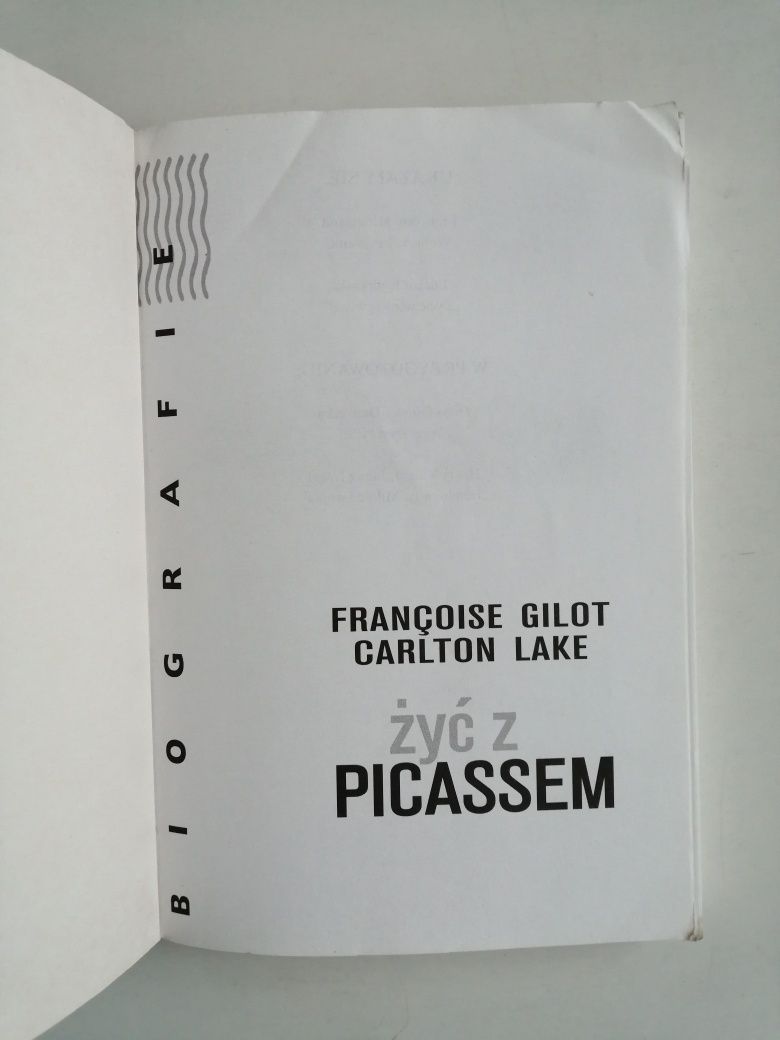 BIOGRAFIE
FRANÇOISE GILOT
CARLTON LAKE
żyć z
PICASSEM